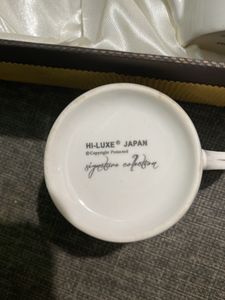 HI-LUXE® JAPAN
©Copyright Protected
signature collection